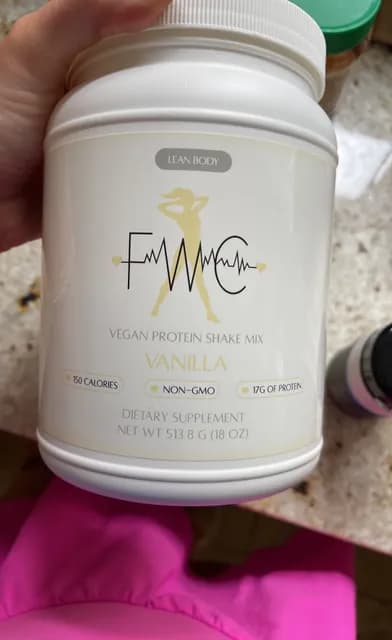 LEAN BODY
FWC
VEGAN PROTEIN SHAKE MIX
VANILLA
150 CALORIES
NON-GMO
17G OF PROTEIN
DIETARY SUPPLEMENT
NET WT 513.8 G (18 OZ)